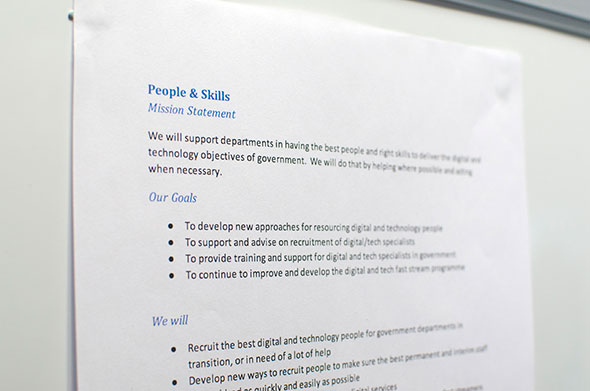 People & Skills
Mission Statement
We will support departments in having the best people and right skills to deliver the digital and
technology objectives of government. We will do that by helping where possible and acting
when necessary.
Our Goals
• To develop new approaches for resourcing digital and technology people
• To support and advise on recruitment of digital/tech specialists
• To provide training and support for digital and tech specialists in government
• To continue to improve and develop the digital and tech fast stream programme
We will
• Recruit the best digital and technology people for government departments in
transition, or in need of a lot of help
• Develop new ways to recruit people to make sure the best permanent and interim staff
quickly and easily as possible
digital services